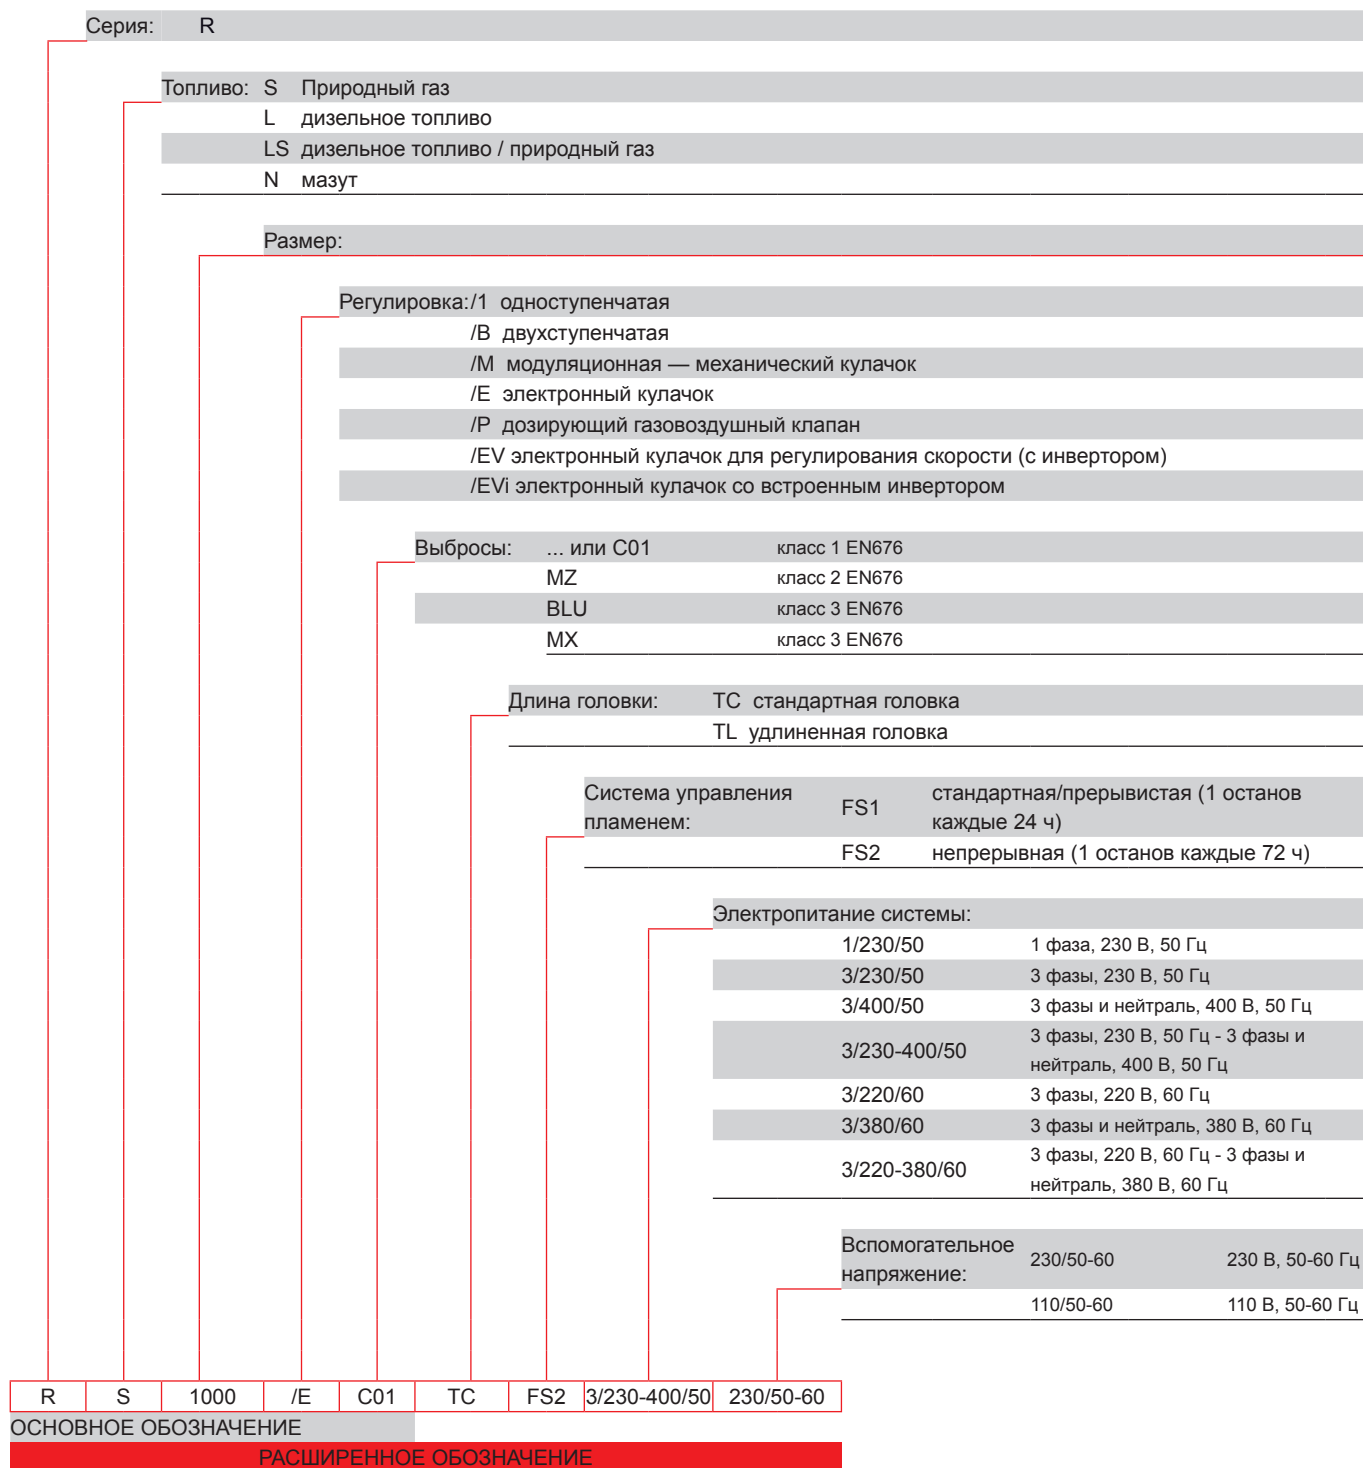 Серия: R
Топливо: S Природный газ
L дизельное топливо
LS дизельное топливо / природный газ
N мазут
Размер:
Регулировка:/1 одноступенчатая
/B двухступенчатая
/M модуляционная — механический кулачок
/E электронный кулачок
/P дозирующий газовоздушный клапан
/EV электронный кулачок для регулирования скорости (с инвертором)
/EVi электронный кулачок со встроенным инвертором
Выбросы: ... или C01 класс 1 EN676
MZ класс 2 EN676
BLU класс 3 EN676
MX класс 3 EN676
Длина головки: TC стандартная головка
TL удлиненная головка
Система управления пламенем: FS1 стандартная/прерывистая (1 останов
каждые 24 ч)
FS2 непрерывная (1 останов каждые 72 ч)
Электропитание системы:
1/230/50 1 фаза, 230 В, 50 Гц
3/230/50 3 фазы, 230 В, 50 Гц
3/400/50 3 фазы и нейтраль, 400 В, 50 Гц
3/230-400/50 3 фазы, 230 В, 50 Гц - 3 фазы и
нейтраль, 400 В, 50 Гц
3/220/60 3 фазы, 220 В, 60 Гц
3/380/60 3 фазы и нейтраль, 380 В, 60 Гц
3/220-380/60 3 фазы, 220 В, 60 Гц - 3 фазы и
нейтраль, 380 В, 60 Гц
Вспомогательное
напряжение: 230/50-60 230 В, 50-60 Гц
110/50-60 110 В, 50-60 Гц
R S 1000 /E C01 TC FS2 3/230-400/50 230/50-60
ОСНОВНОЕ ОБОЗНАЧЕНИЕ
РАСШИРЕННОЕ ОБОЗНАЧЕНИЕ